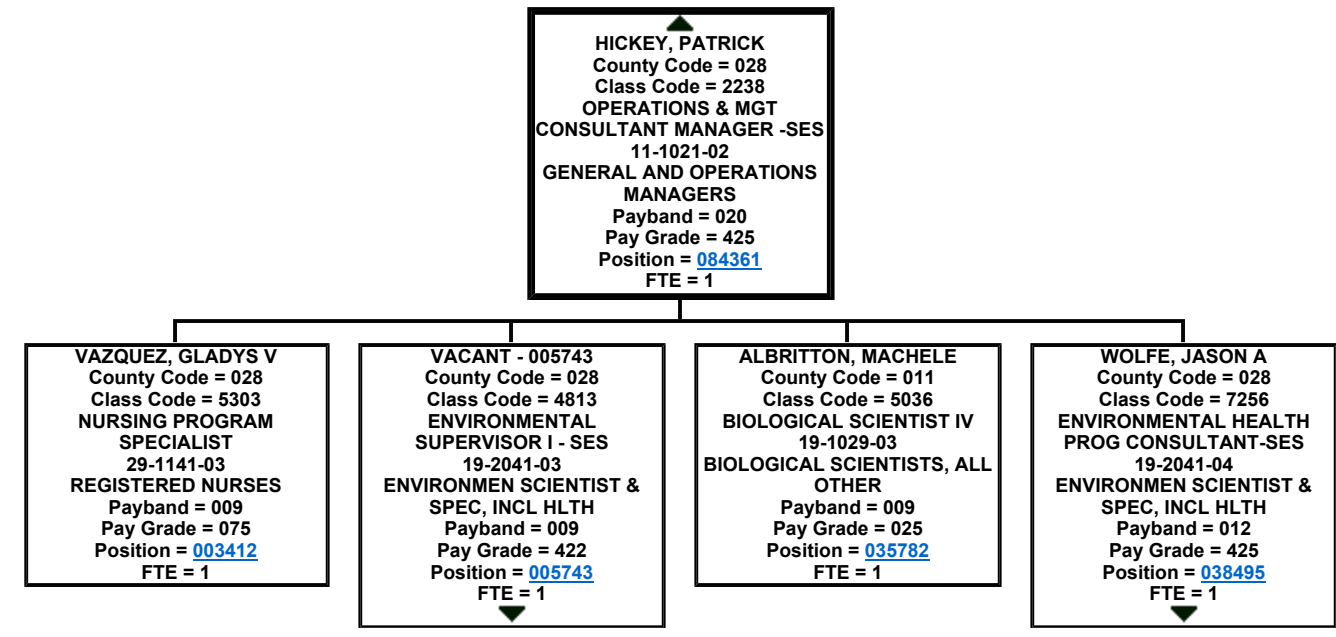 HICKEY, PATRICK
County Code = 028
Class Code = 2238
OPERATIONS & MGT
CONSULTANT MANAGER -SES
11-1021-02
GENERAL AND OPERATIONS
MANAGERS
Payband = 020
Pay Grade = 425
Position = 084361
FTE = 1
VAZQUEZ, GLADYS V
County Code = 028
Class Code = 5303
NURSING PROGRAM
SPECIALIST
29-1141-03
REGISTERED NURSES
Payband = 009
Pay Grade = 075
Position = 003412
FTE = 1
VACANT - 005743
County Code = 028
Class Code = 4813
ENVIRONMENTAL
SUPERVISOR I - SES
19-2041-03
ENVIRONMEN SCIENTIST &
SPEC, INCL HLTH
Payband = 009
Pay Grade = 422
Position = 005743
FTE = 1
ALBRITTON, MACHELE
County Code = 011
Class Code = 5036
BIOLOGICAL SCIENTIST IV
19-1029-03
BIOLOGICAL SCIENTISTS, ALL
OTHER
Payband = 009
Pay Grade = 025
Position = 035782
FTE = 1
WOLFE, JASON A
County Code = 028
Class Code = 7256
ENVIRONMENTAL HEALTH
PROG CONSULTANT-SES
19-2041-04
ENVIRONMEN SCIENTIST &
SPEC, INCL HLTH
Payband = 012
Pay Grade = 425
Position = 038495
FTE = 1